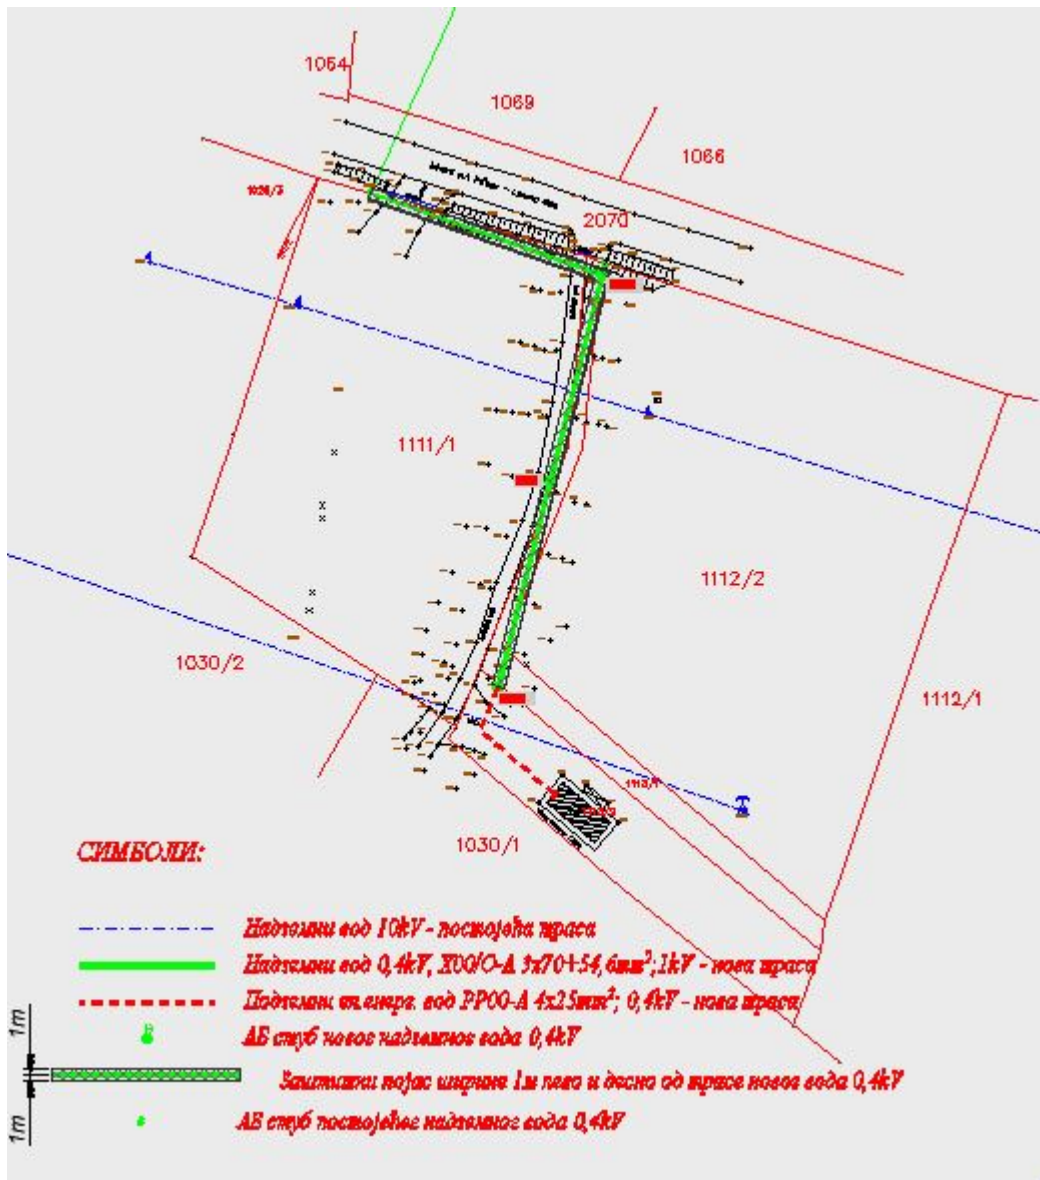 1064
1069
1066
2070
1111/1
1112/2
1030/2
1112/1
1113/1
1030/1
СИМБОЛИ:
Надземни вод 10kV - постојећа траса
Надземни вод 0,4kV, X00/O-A 3x70+54,6mm²;1kV - нова траса
Подземни ел.енерг. вод PP00-A 4x25mm²; 0,4kV - нова траса
АБ стуб новог надземног вода 0,4kV
1m
Заштитни појас ширине 1м лево и десно од трасе новог вода 0,4kV
1m
АБ стуб постојећег надземног вода 0,4kV